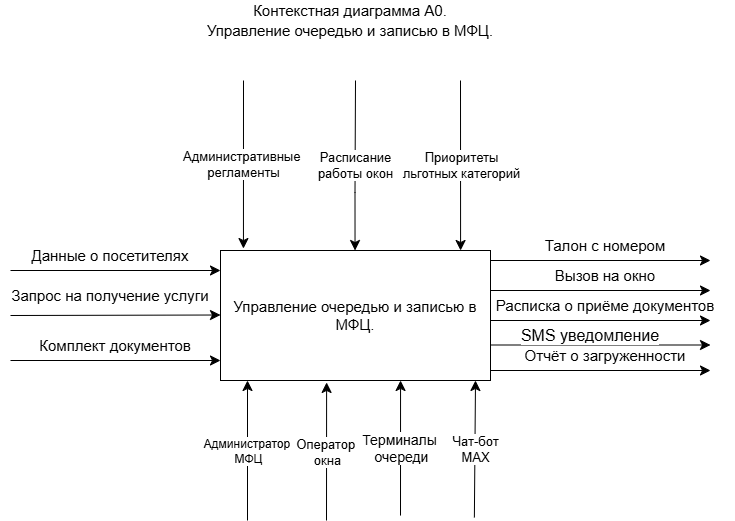 Контекстная диаграмма А0.
Управление очередью и записью в МФЦ.
Административные
регламенты
Расписание
работы окон
Приоритеты
льготных категорий
Данные о посетителях
Запрос на получение услуги
Комплект документов
Управление очередью и записью в
МФЦ.
Талон с номером
Вызов на окно
Расписка о приёме документов
SMS уведомление
Отчёт о загруженности
Администратор
МФЦ
Оператор
окна
Терминалы
очереди
Чат-бот
MAX